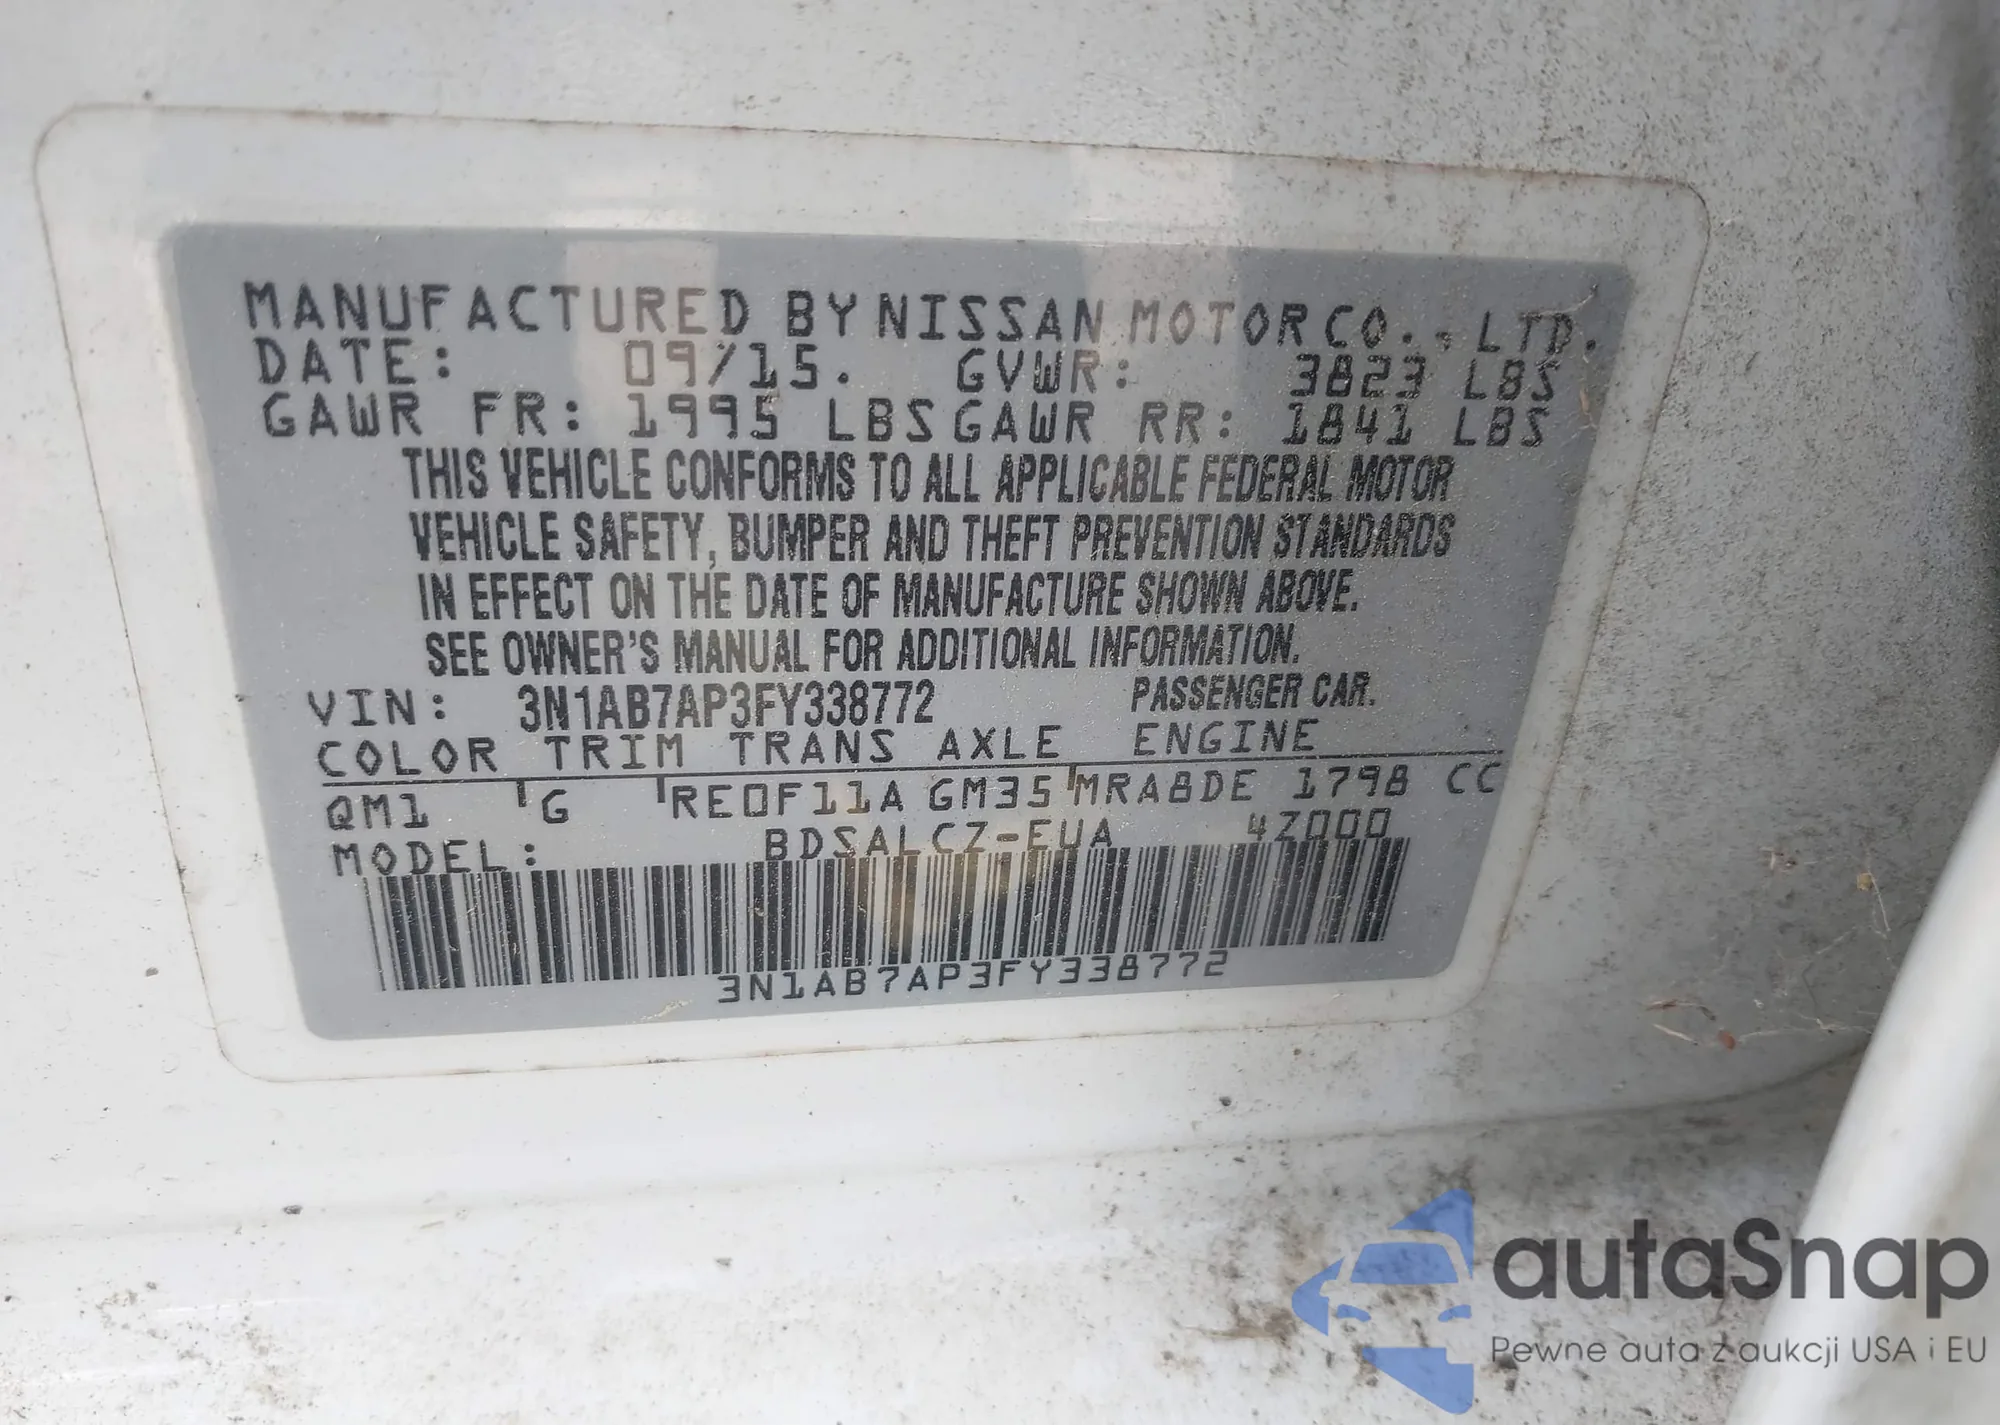 MANUFACTURED BY NISSAN MOTOR CO., LTD.
DATE: 09/15. GVWR: 3823 LBS
GAWR FR: 1995 LBS GAWR RR: 1841 LBS
THIS VEHICLE CONFORMS TO ALL APPLICABLE FEDERAL MOTOR
VEHICLE SAFETY, BUMPER AND THEFT PREVENTION STANDARDS
IN EFFECT ON THE DATE OF MANUFACTURE SHOWN ABOVE.
SEE OWNER'S MANUAL FOR ADDITIONAL INFORMATION.
VIN: 3N1AB7AP3FY338772 PASSENGER CAR.
COLOR TRIM TRANS AXLE ENGINE
QM1 G RE0F11A GM35 MRA8DE 1798 CC
MODEL: BDSALCZ-EUA 4Z000
3N1AB7AP3FY338772
autaSnap
Pewne auta z aukcji USA i EU